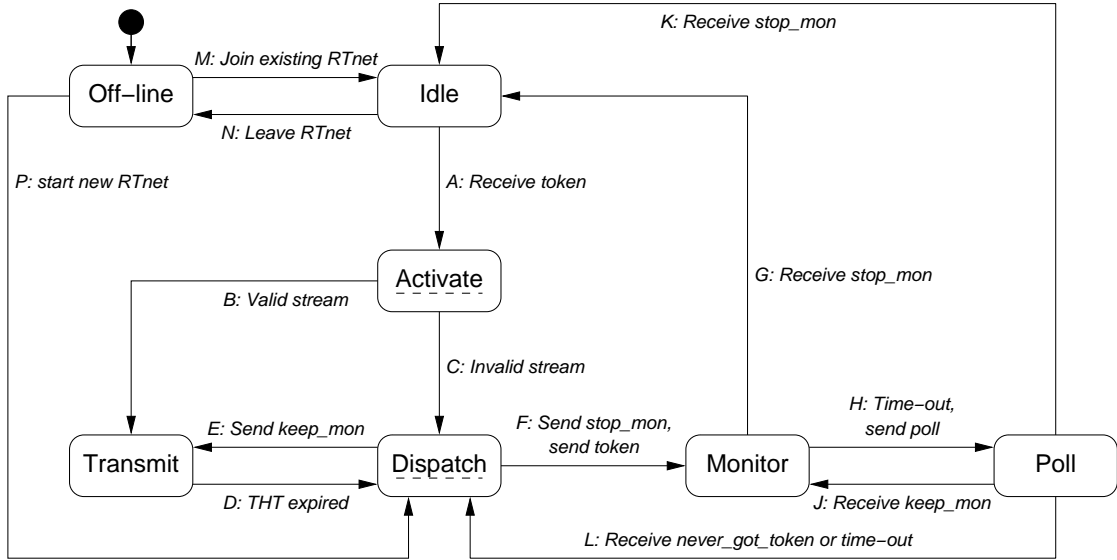 K: Receive stop_mon
M: Join existing RTnet
Off−line
Idle
N: Leave RTnet
P: start new RTnet
A: Receive token
Activate
G: Receive stop_mon
B: Valid stream
C: Invalid stream
H: Time−out,
send poll
E: Send keep_mon
F: Send stop_mon,
send token
Transmit
Dispatch
Monitor
Poll
D: THT expired
J: Receive keep_mon
L: Receive never_got_token or time−out